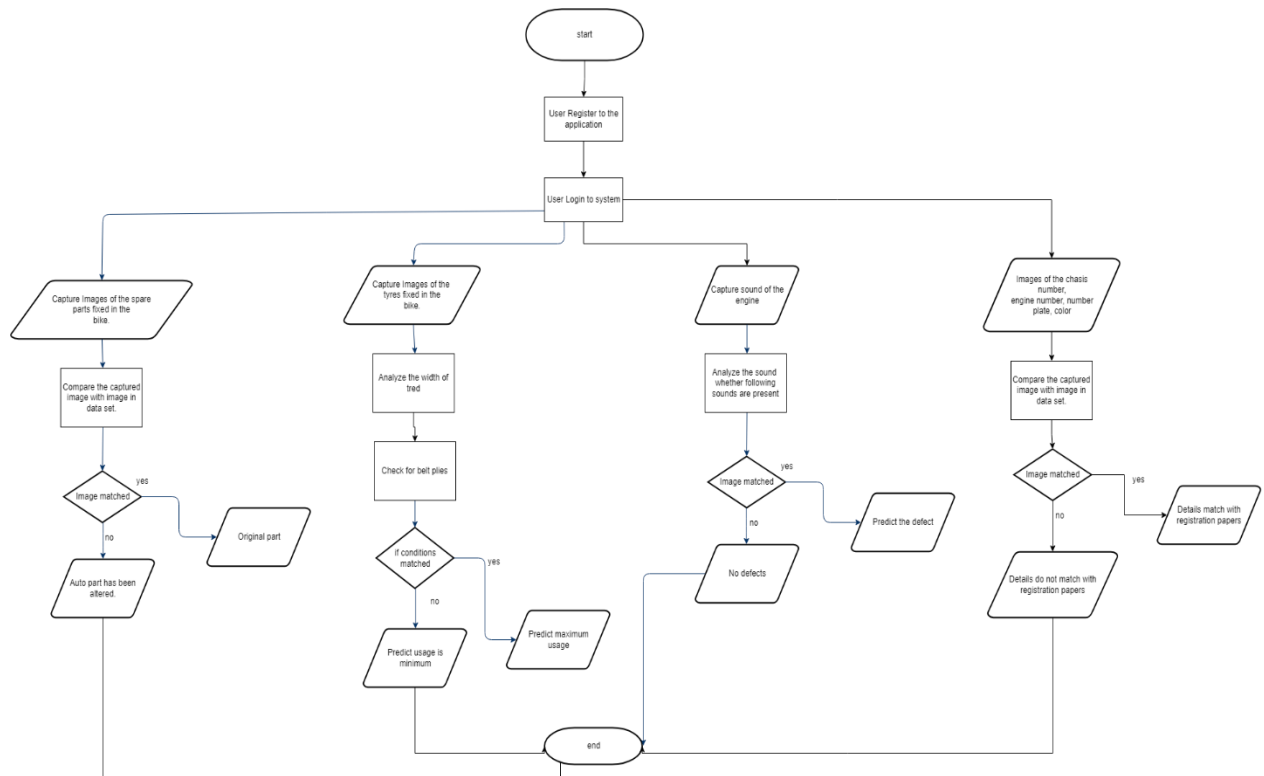 start
User Register to the
application
User Login to system
Capture Images of the spare
parts fixed in the
bike.
Compare the captured
image with image in
data set.
Image matched
yes
no
Original part
Auto part has been
altered.
Capture Images of the
tyres fixed in the
bike.
Analyze the width of
tred
Check for belt plies
if conditions
matched
yes
no
Predict maximum
usage
Predict usage is
minimum
Capture sound of the
engine
Analyze the sound
whether following
sounds are present
Image matched
yes
no
Predict the defect
No defects
Images of the chasis
number,
engine number, number
plate, color
Compare the captured
image with image in
data set.
Image matched
yes
no
Details match with
registration papers
Details do not match with
registration papers
end